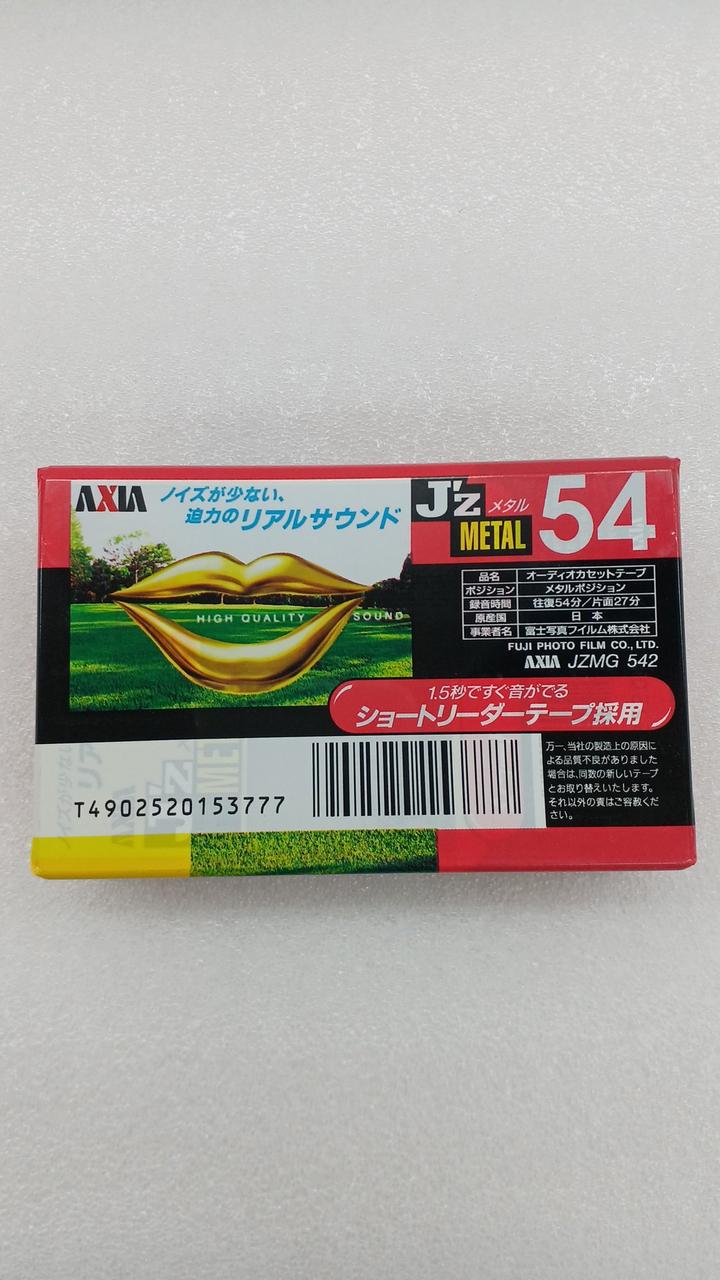 AXIA
ノイズが少ない、
迫力のリアルサウンド
HIGH QUALITY SOUND
J'z メタル 54
METAL
品名 オーディオカセットテープ
ポジション メタルポジション
録音時間 往復54分/片面27分
原産国 日本
事業者名 富士写真フイルム株式会社
FUJI PHOTO FILM CO., LTD.
AXIA JZMG 542
1.5秒ですぐ音がでる
ショートリーダーテープ採用
T4902520153777
万一、当社の製造上の原因に
よる品質不良がありました
場合は、同数の新しいテープ
とお取り替えいたします。
それ以外の責はご容赦くだ
さい。